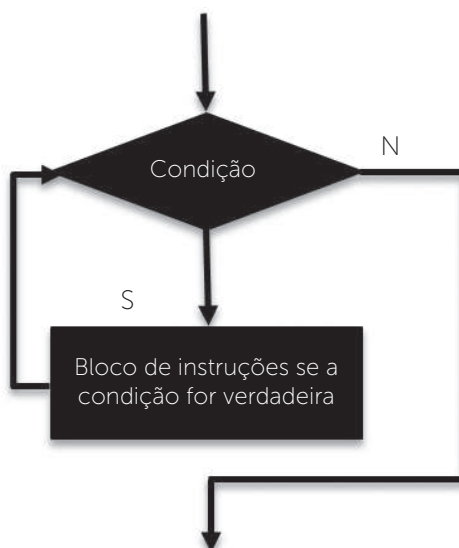 Condição
N
S
Bloco de instruções se a
condição for verdadeira